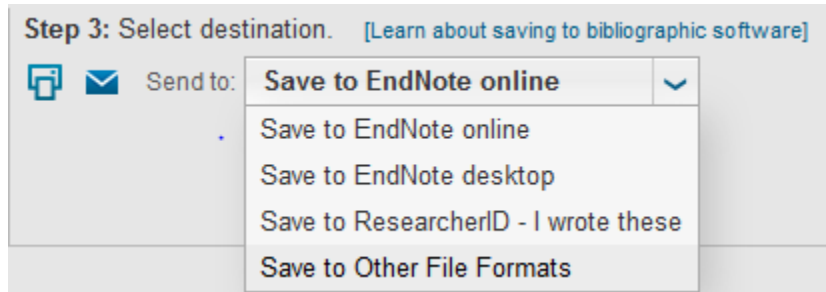 Step 3: Select destination. [Learn about saving to bibliographic software]
Send to: Save to EndNote online
Save to EndNote online
Save to EndNote desktop
Save to ResearcherID - I wrote these
Save to Other File Formats